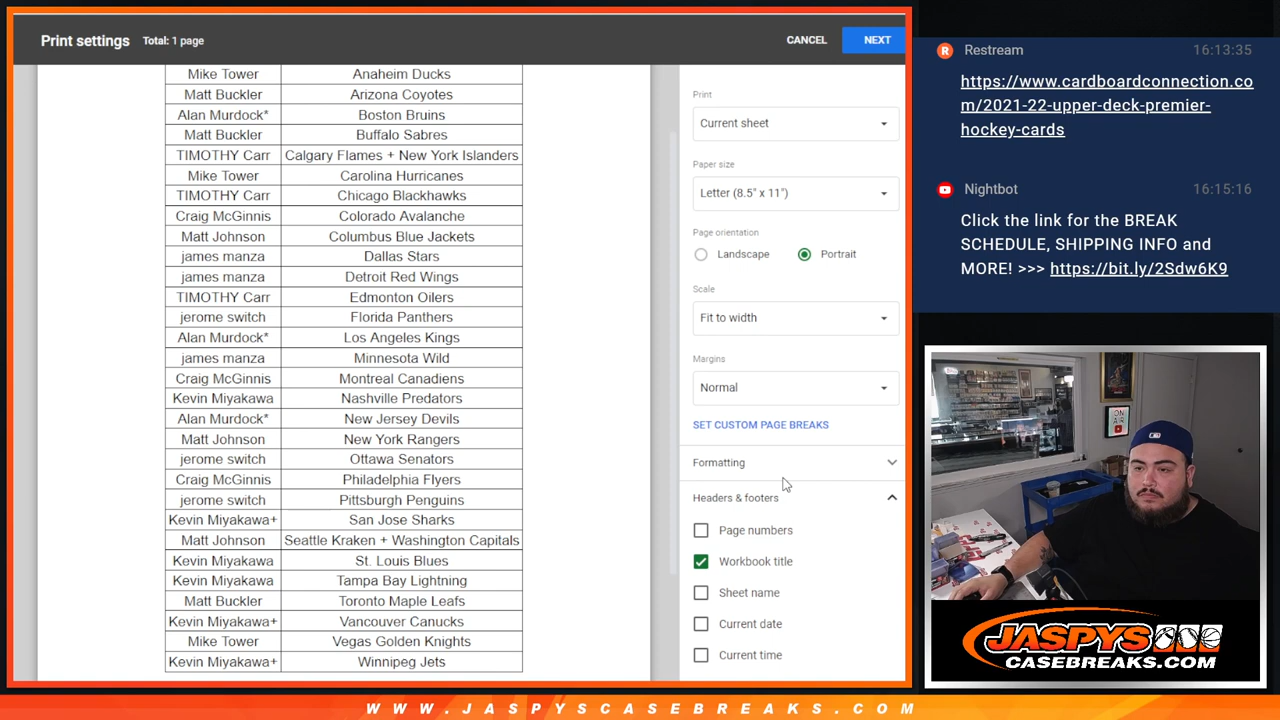 Print settings Total: 1 page CANCEL NEXT
Mike Tower Anaheim Ducks
Matt Buckler Arizona Coyotes
Alan Murdock* Boston Bruins
Matt Buckler Buffalo Sabres
TIMOTHY Carr Calgary Flames + New York Islanders
Mike Tower Carolina Hurricanes
TIMOTHY Carr Chicago Blackhawks
Craig McGinnis Colorado Avalanche
Matt Johnson Columbus Blue Jackets
james manza Dallas Stars
james manza Detroit Red Wings
TIMOTHY Carr Edmonton Oilers
jerome switch Florida Panthers
Alan Murdock* Los Angeles Kings
james manza Minnesota Wild
Craig McGinnis Montreal Canadiens
Kevin Miyakawa Nashville Predators
Alan Murdock* New Jersey Devils
Matt Johnson New York Rangers
jerome switch Ottawa Senators
Craig McGinnis Philadelphia Flyers
jerome switch Pittsburgh Penguins
Kevin Miyakawa+ San Jose Sharks
Matt Johnson Seattle Kraken + Washington Capitals
Kevin Miyakawa St. Louis Blues
Kevin Miyakawa Tampa Bay Lightning
Matt Buckler Toronto Maple Leafs
Kevin Miyakawa+ Vancouver Canucks
Mike Tower Vegas Golden Knights
Kevin Miyakawa+ Winnipeg Jets
Print
Current sheet
Paper size
Letter (8.5" x 11")
Page orientation
Landscape Portrait
Scale
Fit to width
Margins
Normal
SET CUSTOM PAGE BREAKS
Formatting
Headers & footers
Page numbers
Workbook title
Sheet name
Current date
Current time
Restream 16:13:35
https://www.cardboardconnection.co
m/2021-22-upper-deck-premier-
hockey-cards
Nightbot 16:15:16
Click the link for the BREAK
SCHEDULE, SHIPPING INFO and
MORE! >>> https://bit.ly/2Sdw6K9
ON
AIR
JASPYS
CASEBREAKS.COM
WWW.JASPYSCASEBREAKS.COM